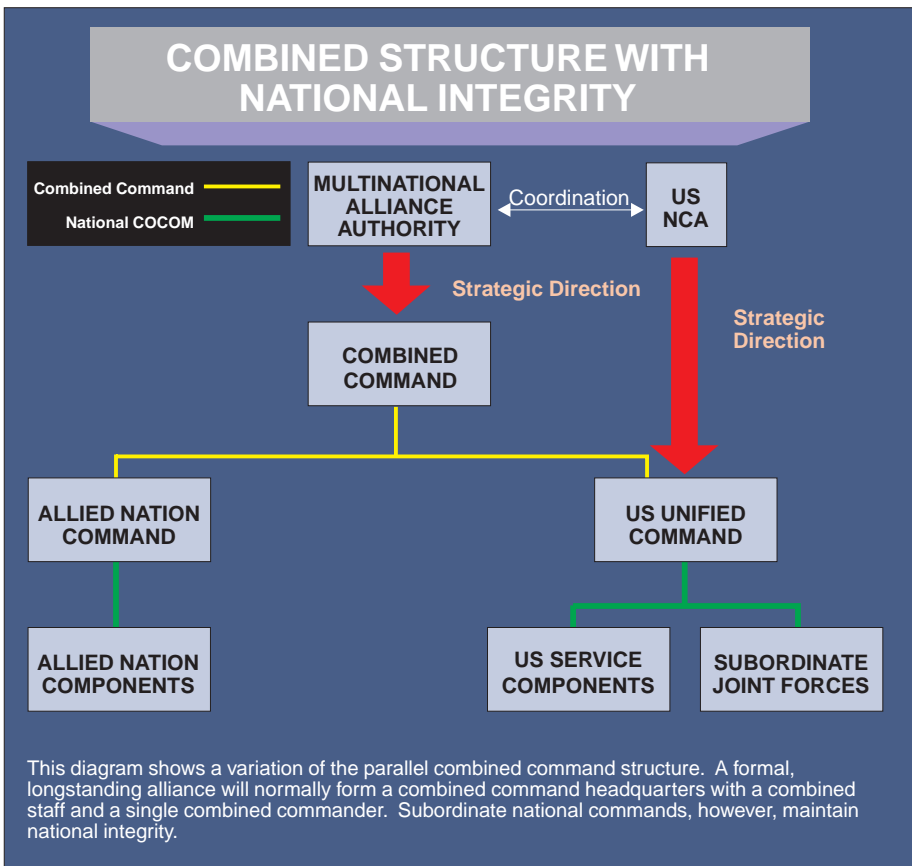 COMBINED STRUCTURE WITH
NATIONAL INTEGRITY
Combined Command
National COCOM
MULTINATIONAL
ALLIANCE
AUTHORITY
Coordination
US
NCA
Strategic Direction
Strategic
Direction
COMBINED
COMMAND
ALLIED NATION
COMMAND
US UNIFIED
COMMAND
ALLIED NATION
COMPONENTS
US SERVICE
COMPONENTS
SUBORDINATE
JOINT FORCES
This diagram shows a variation of the parallel combined command structure.  A formal,
longstanding alliance will normally form a combined command headquarters with a combined
staff and a single combined commander.  Subordinate national commands, however, maintain
national integrity.